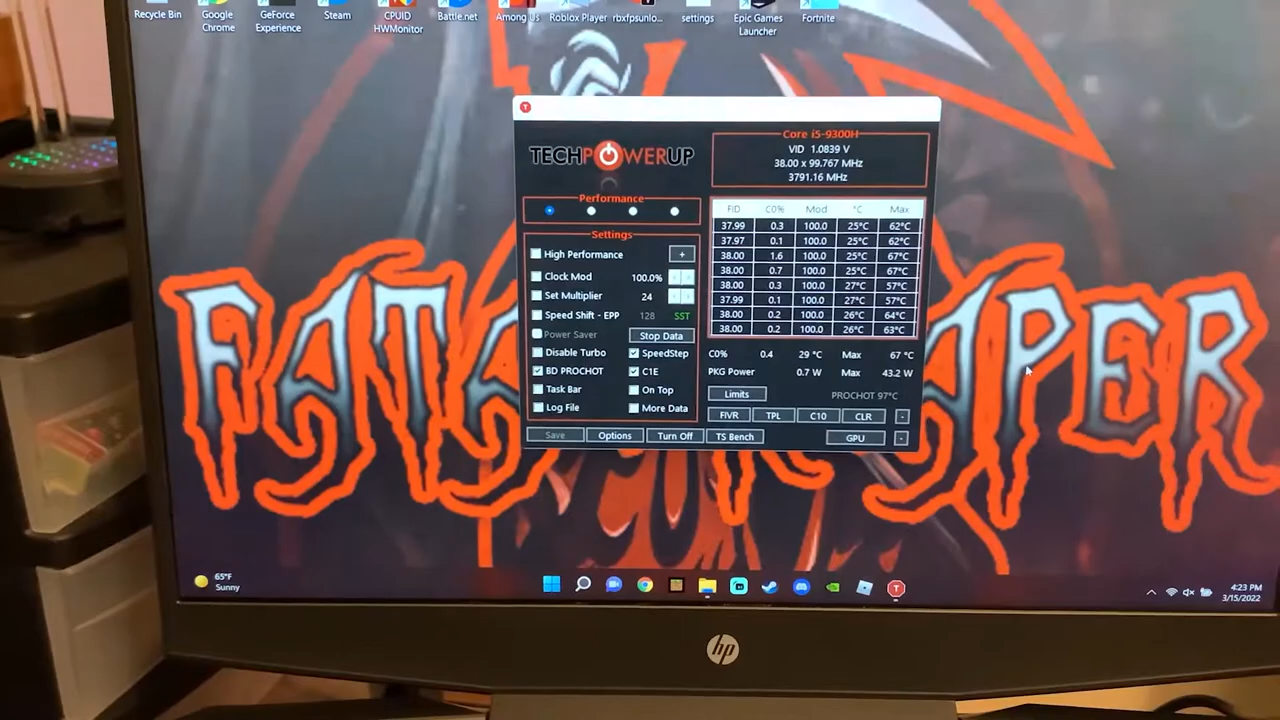 Recycle Bin
Google Chrome
GeForce Experience
Steam
CPUID HWMonitor
Battle.net
Among Us
Roblox Player
rbxfpsunlo...
settings
Epic Games Launcher
Fortnite
T
TECHPOWERUP
Core i5-9300H
VID 1.0839 V
38.00 x 99.767 MHz
3791.16 MHz
Performance
Settings
High Performance +
Clock Mod 100.0%
Set Multiplier 24
Speed Shift - EPP 128 SST
Power Saver Stop Data
Disable Turbo SpeedStep
BD PROCHOT C1E
Task Bar On Top
Log File More Data
Save Options Turn Off TS Bench
FID C0% Mod °C Max
37.99 0.3 100.0 25°C 62°C
37.97 0.1 100.0 25°C 62°C
38.00 1.6 100.0 25°C 67°C
38.00 0.7 100.0 25°C 67°C
38.00 0.3 100.0 27°C 57°C
37.99 0.1 100.0 27°C 57°C
38.00 0.2 100.0 26°C 64°C
38.00 0.2 100.0 26°C 63°C
C0% 0.4 29 °C Max 67 °C
PKG Power 0.7 W Max 43.2 W
Limits PROCHOT 97°C
FIVR TPL C10 CLR -
GPU -
65°F
Sunny
4:23 PM
3/15/2022
hp